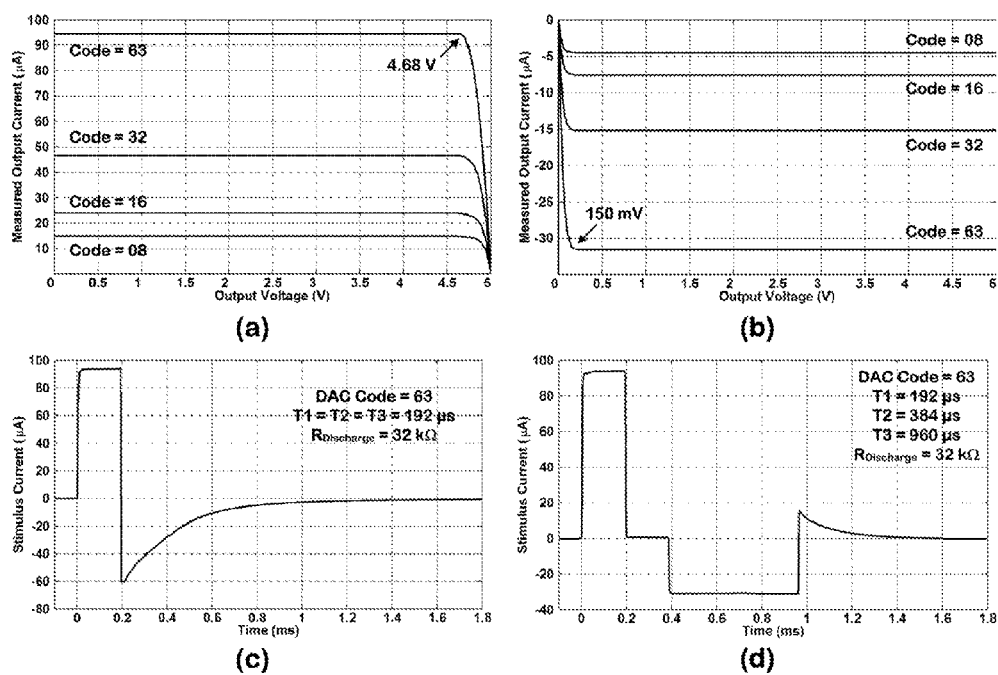 Measured Output Current (µA)
100
90
80
70
60
50
40
30
20
10
Code = 63
4.68 V
Code = 32
Code = 16
Code = 08
0 0.5 1 1.5 2 2.5 3 3.5 4 4.5 5
Output Voltage (V)
(a)
Measured Output Current (µA)
0
-5
-10
-15
-20
-25
-30
Code = 08
Code = 16
Code = 32
150 mV
Code = 63
0 0.5 1 1.5 2 2.5 3 3.5 4 4.5 5
Output Voltage (V)
(b)
Stimulus Current (µA)
100
80
60
40
20
0
-20
-40
-60
-80
DAC Code = 63
T1 = T2 = T3 = 192 µs
RDischarge = 32 kΩ
0 0.2 0.4 0.6 0.8 1 1.2 1.4 1.6 1.8
Time (ms)
(c)
Stimulus Current (µA)
100
80
60
40
20
0
-20
-40
DAC Code = 63
T1 = 192 µs
T2 = 384 µs
T3 = 960 µs
RDischarge = 32 kΩ
0 0.2 0.4 0.6 0.8 1 1.2 1.4 1.6 1.8
Time (ms)
(d)